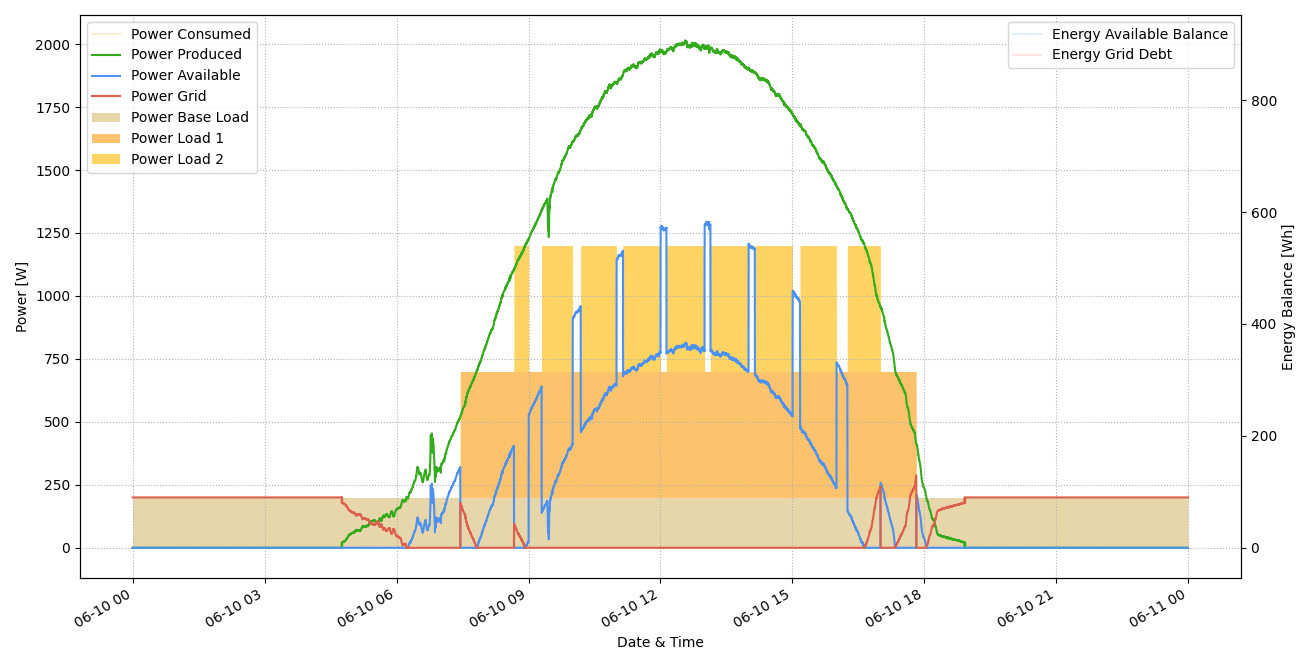 Power Consumed
Power Produced
Power Available
Power Grid
Power Base Load
Power Load 1
Power Load 2
Energy Available Balance
Energy Grid Debt
Power [W]
2000
1750
1500
1250
1000
750
500
250
0
Energy Balance [Wh]
800
600
400
200
0
06-10 00
06-10 03
06-10 06
06-10 09
06-10 12
06-10 15
06-10 18
06-10 21
06-11 00
Date & Time